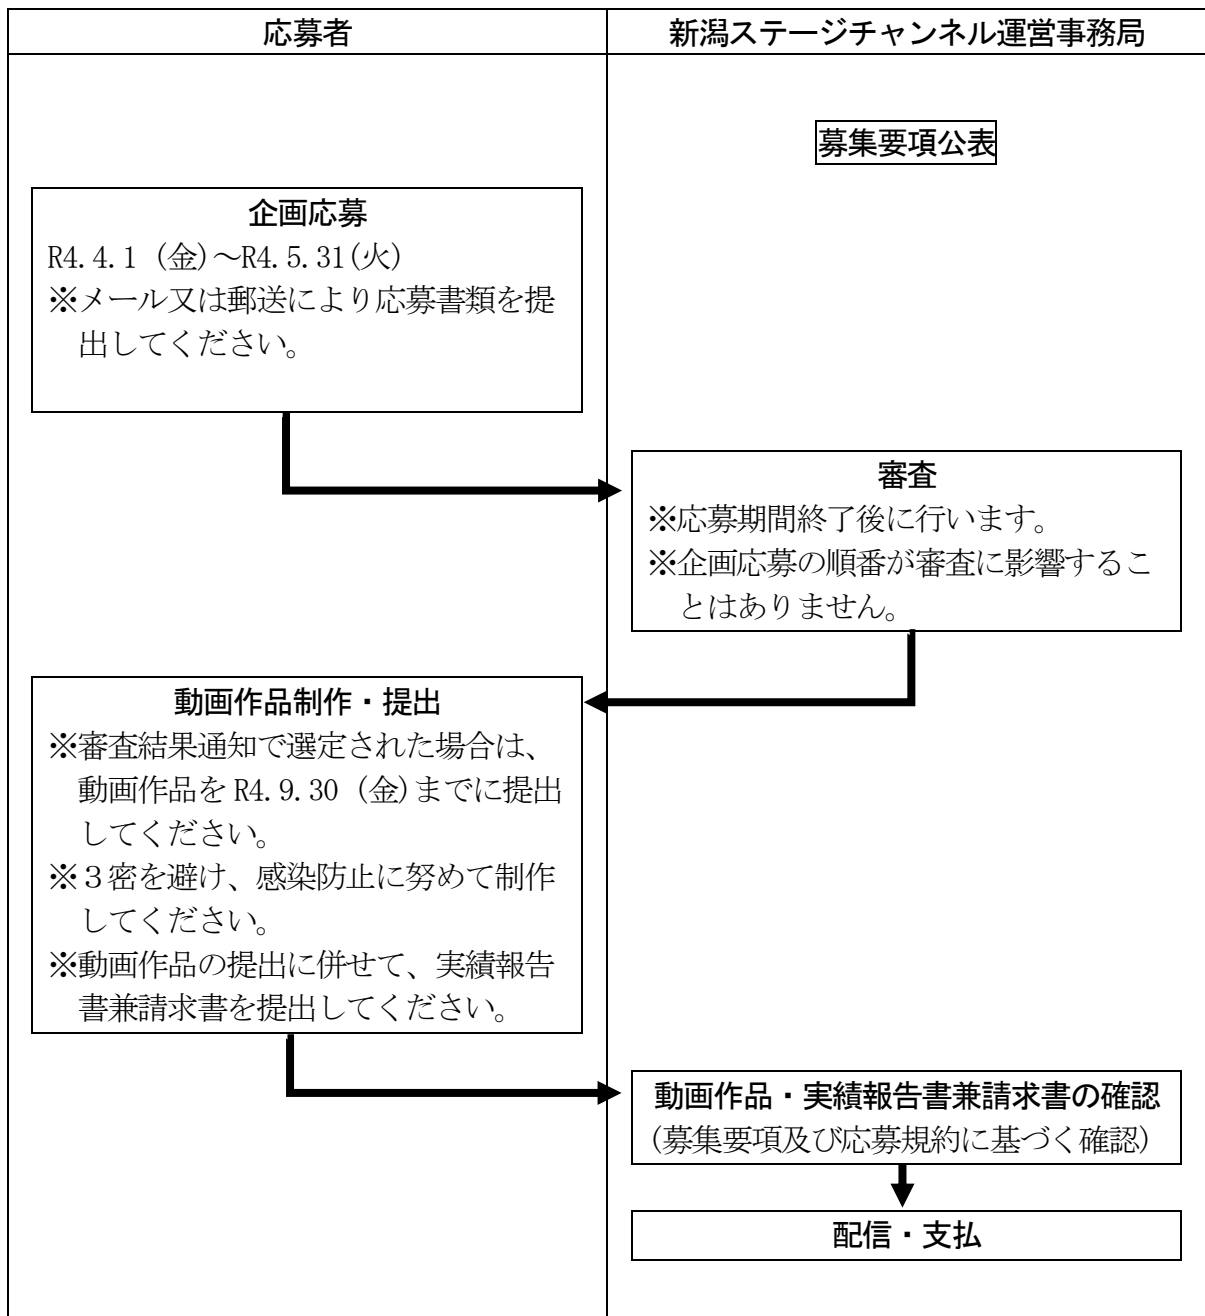 応募者
新潟ステージチャンネル運営事務局
募集要項公表
企画応募
R4.4.1 (金)～R4.5.31(火)
※メール又は郵送により応募書類を提
出してください。
審査
※応募期間終了後に行います。
※企画応募の順番が審査に影響するこ
とはありません。
動画作品制作・提出
※審査結果通知で選定された場合は、
動画作品を R4.9.30 (金)までに提出
してください。
※３密を避け、感染防止に努めて制作
してください。
※動画作品の提出に併せて、実績報告
書兼請求書を提出してください。
動画作品・実績報告書兼請求書の確認
(募集要項及び応募規約に基づく確認)
配信・支払